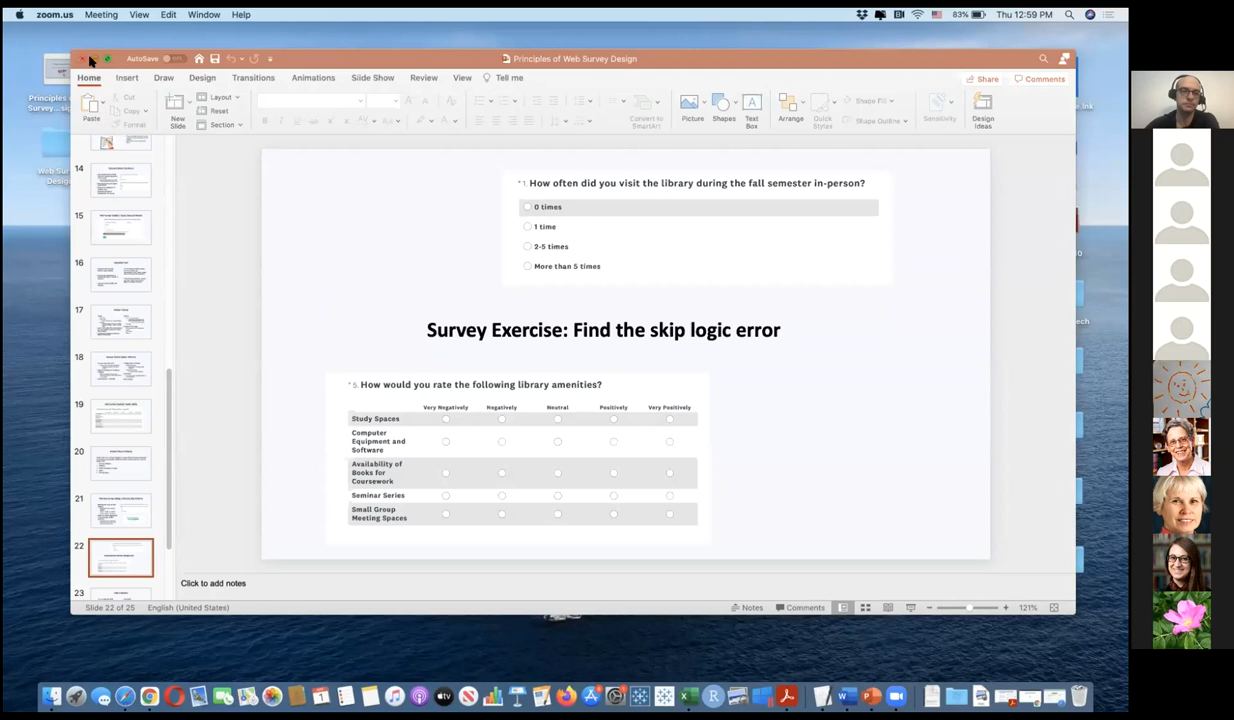 zoom.us Meeting View Edit Window Help
83% Thu 12:59 PM
AutoSave OFF
Principles of Web Survey Design
Home Insert Draw Design Transitions Animations Slide Show Review View Tell me
Share Comments
Paste
Cut
Copy
Format
New
Slide
Layout
Reset
Section
Convert to
SmartArt
Picture
Shapes
Text
Box
Arrange
Quick
Styles
Shape Fill
Shape Outline
Sensitivity
Design
Ideas
14
15
16
17
18
19
20
21
22
23
* 1. How often did you visit the library during the fall semester in-person?
0 times
1 time
2-5 times
More than 5 times
Survey Exercise: Find the skip logic error
* 5. How would you rate the following library amenities?
Very Negatively Negatively Neutral Positively Very Positively
Study Spaces
Computer
Equipment and
Software
Availability of
Books for
Coursework
Seminar Series
Small Group
Meeting Spaces
Click to add notes
Slide 22 of 25 English (United States)
Notes Comments
121%